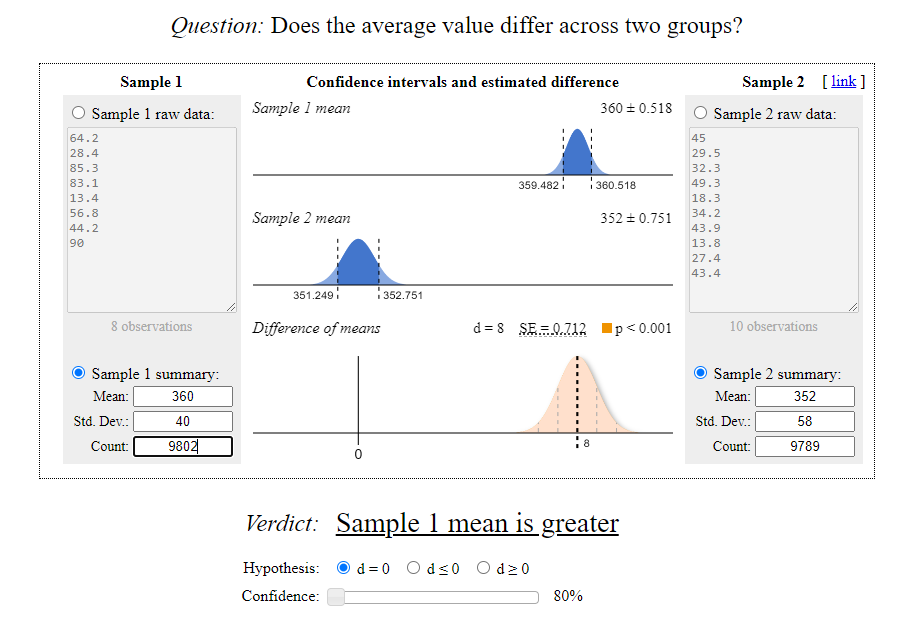 Question: Does the average value differ across two groups?
Sample 1
Sample 1 raw data:
64.2
28.4
85.3
83.1
13.4
56.8
44.2
90
8 observations
Sample 1 summary:
Mean: 360
Std. Dev.: 40
Count: 9802
Confidence intervals and estimated difference
Sample 1 mean 360 ± 0.518
359.482 360.518
Sample 2 mean 352 ± 0.751
351.249 352.751
Difference of means d = 8 SE = 0.712 p < 0.001
8
0
Sample 2 [ link ]
Sample 2 raw data:
45
29.5
32.3
49.3
18.3
34.2
43.9
13.8
27.4
43.4
10 observations
Sample 2 summary:
Mean: 352
Std. Dev.: 58
Count: 9789
Verdict: Sample 1 mean is greater
Hypothesis: d = 0 d ≤ 0 d ≥ 0
Confidence: 80%